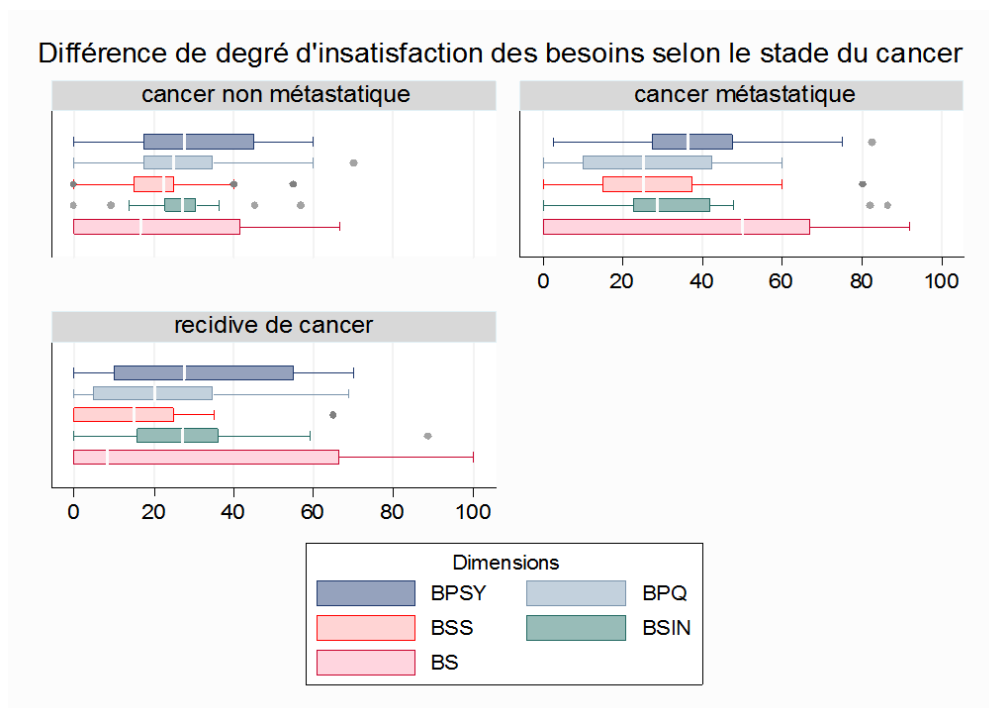 Différence de degré d'insatisfaction des besoins selon le stade du cancer
cancer non métastatique
cancer métastatique
0 20 40 60 80 100
recidive de cancer
0 20 40 60 80 100
Dimensions
BPSY BPQ
BSS BSIN
BS